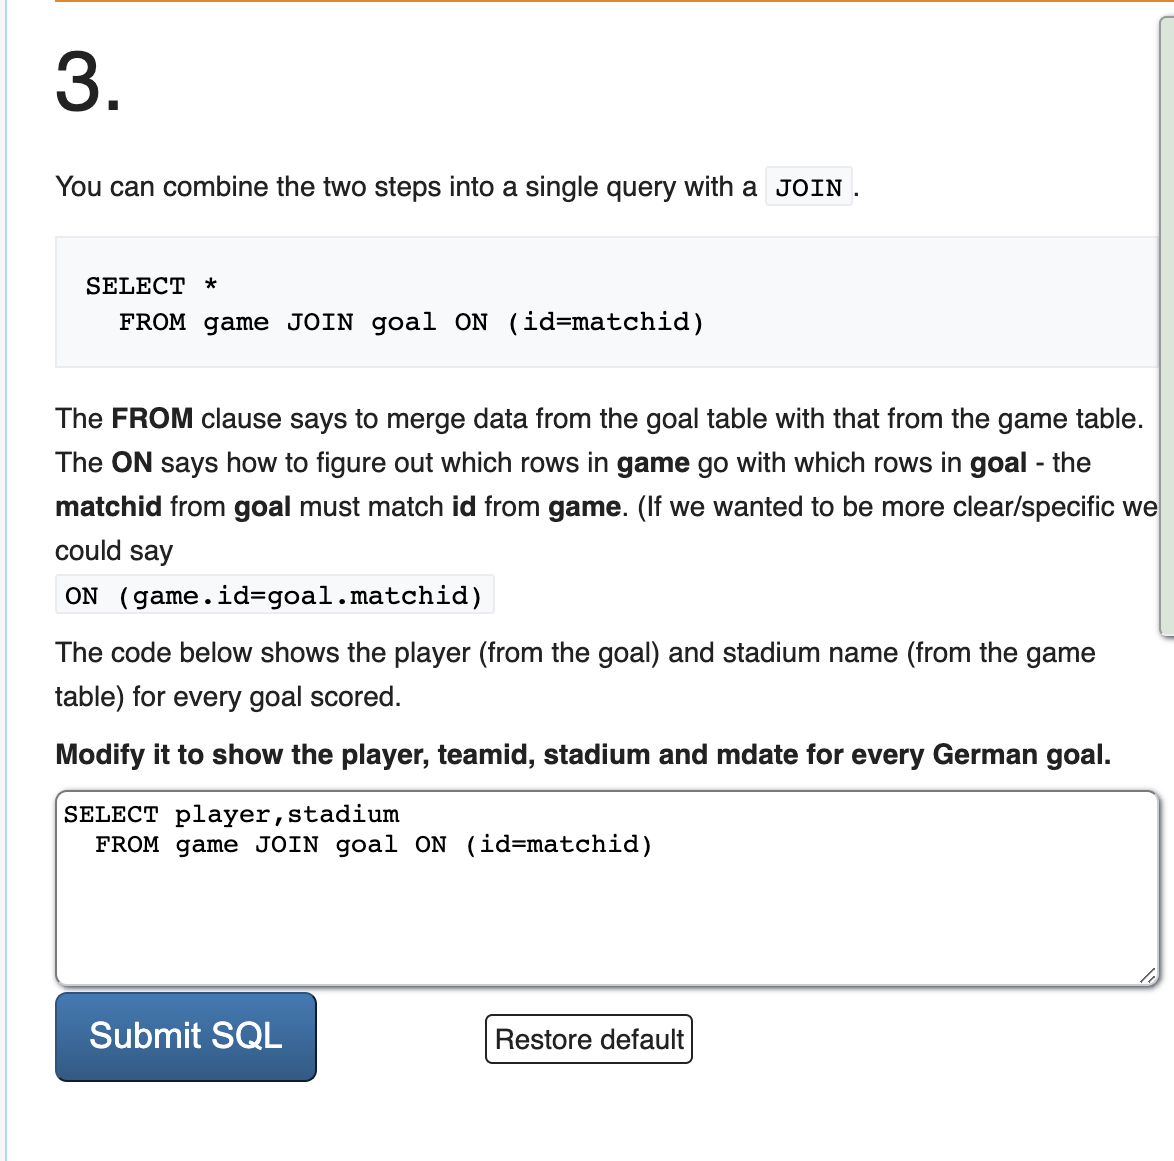 3.
You can combine the two steps into a single query with a JOIN.
SELECT *
  FROM game JOIN goal ON (id=matchid)
The FROM clause says to merge data from the goal table with that from the game table.
The ON says how to figure out which rows in game go with which rows in goal - the
matchid from goal must match id from game. (If we wanted to be more clear/specific we
could say
ON (game.id=goal.matchid)
The code below shows the player (from the goal) and stadium name (from the game
table) for every goal scored.
Modify it to show the player, teamid, stadium and mdate for every German goal.
SELECT player,stadium
  FROM game JOIN goal ON (id=matchid)
Submit SQL
Restore default